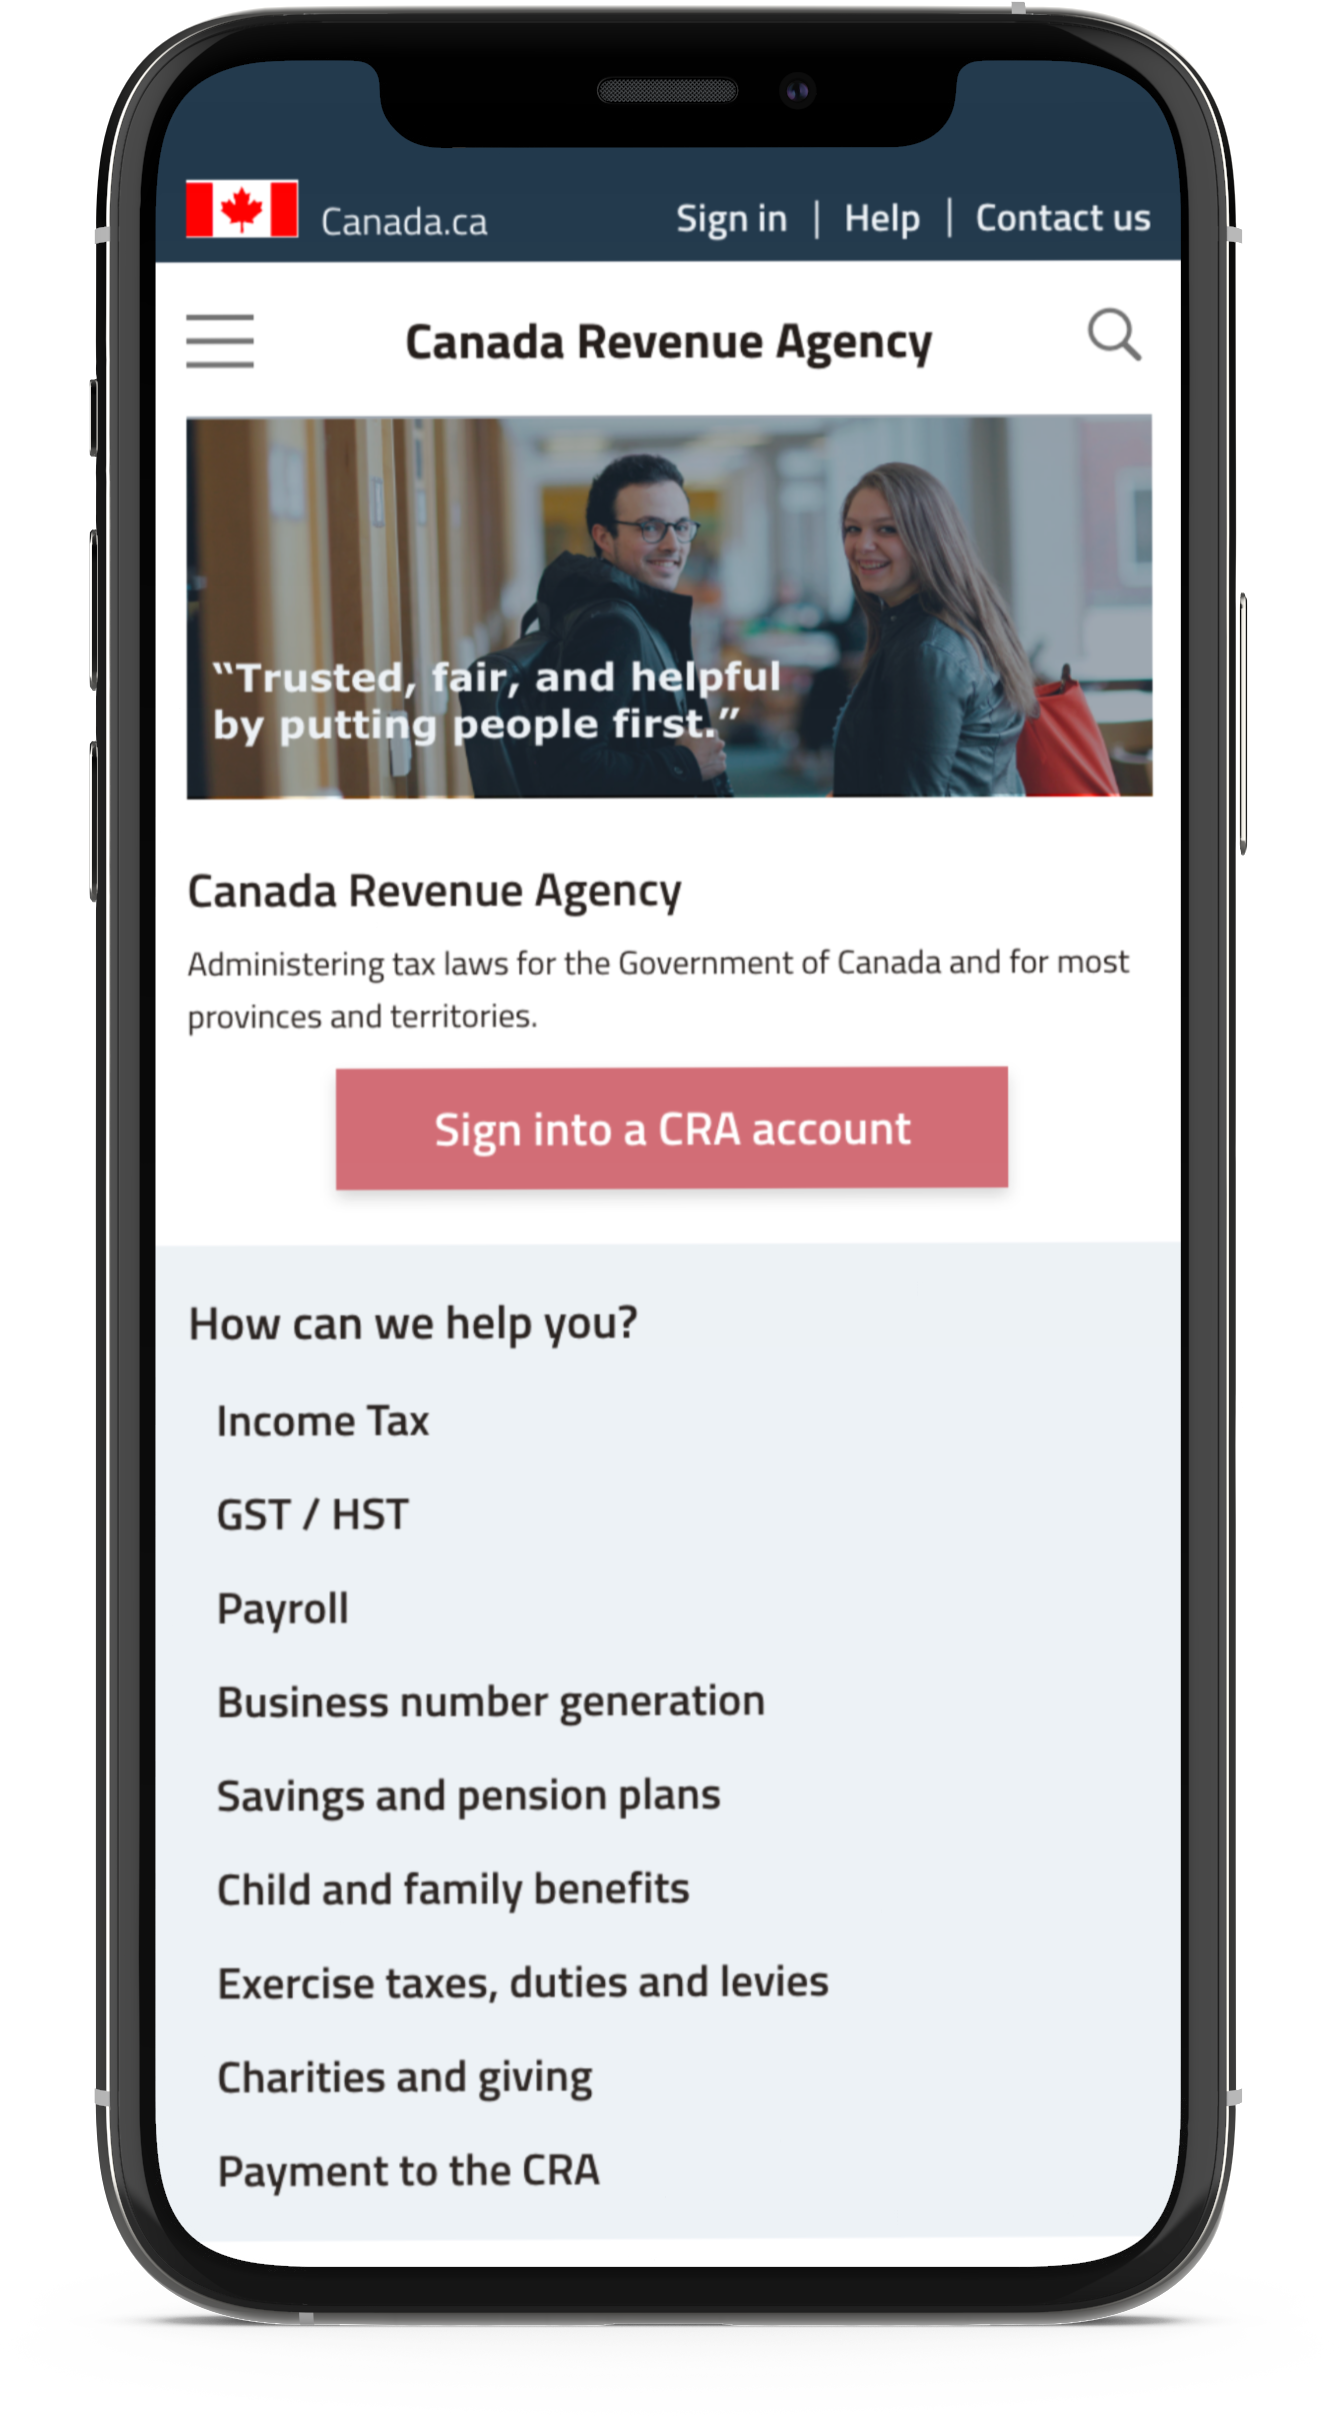 Canada.ca
Sign in | Help | Contact us
Canada Revenue Agency
“Trusted, fair, and helpful
by putting people first.”
Canada Revenue Agency
Administering tax laws for the Government of Canada and for most
provinces and territories.
Sign into a CRA account
How can we help you?
Income Tax
GST / HST
Payroll
Business number generation
Savings and pension plans
Child and family benefits
Exercise taxes, duties and levies
Charities and giving
Payment to the CRA